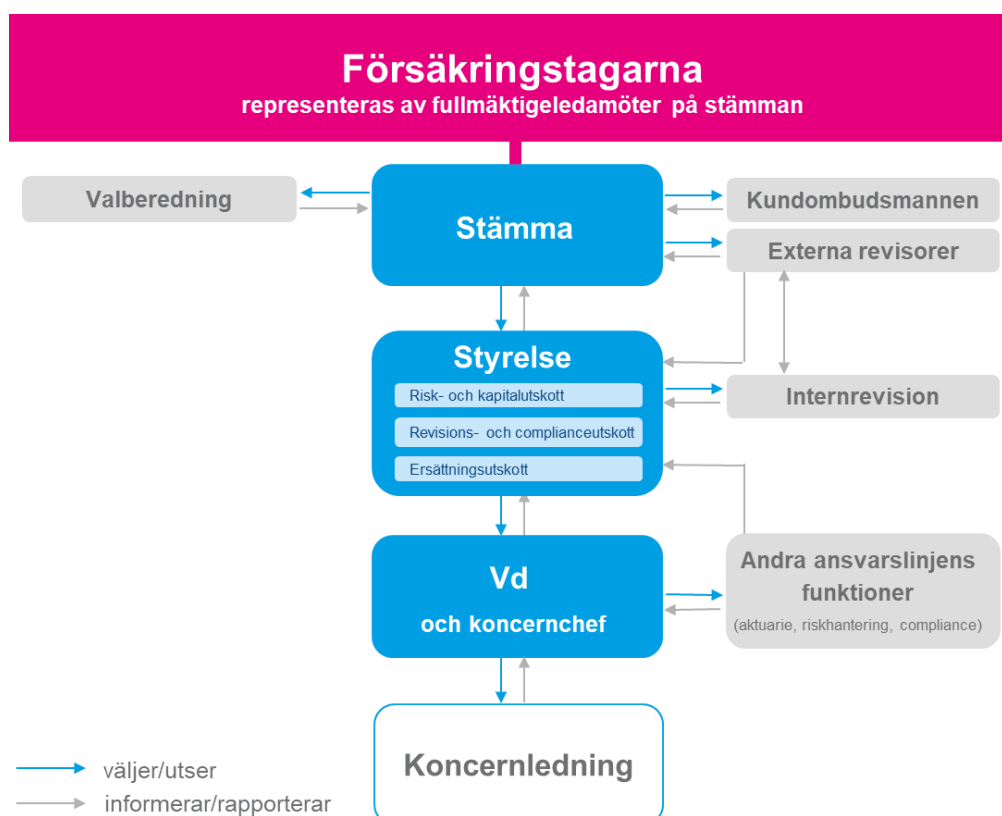 Försäkringstagarna
representeras av fullmäktigeledamöter på stämman
Valberedning
Stämma
Kundombudsmannen
Externa revisorer
Styrelse
Risk- och kapitalutskott
Revisions- och complianceutskott
Ersättningsutskott
Internrevision
Vd
och koncernchef
Andra ansvarslinjens
funktioner
(aktuarie, riskhantering, compliance)
Koncernledning
väljer/utser
informerar/rapporterar